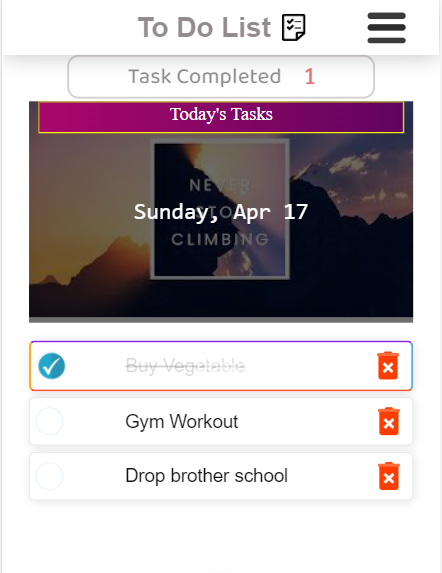 To Do List
Task Completed 1
Today's Tasks
NEVER
Sunday, Apr 17
STOP
CLIMBING
Buy Vegetable
Gym Workout
Drop brother school